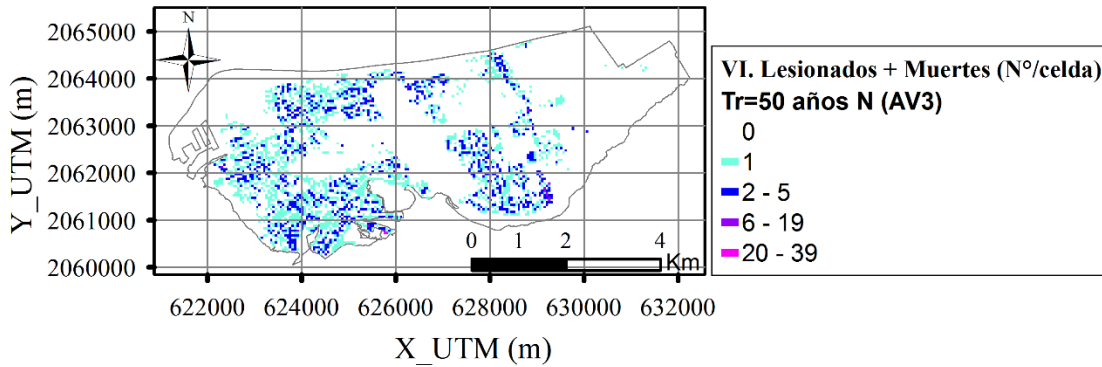 N
2065000
2064000
2063000
2062000
2061000
2060000
Y_UTM (m)
0 1 2 4
Km
622000 624000 626000 628000 630000 632000
X_UTM (m)
VI. Lesionados + Muertes (N°/celda)
Tr=50 años N (AV3)
0
1
2 - 5
6 - 19
20 - 39